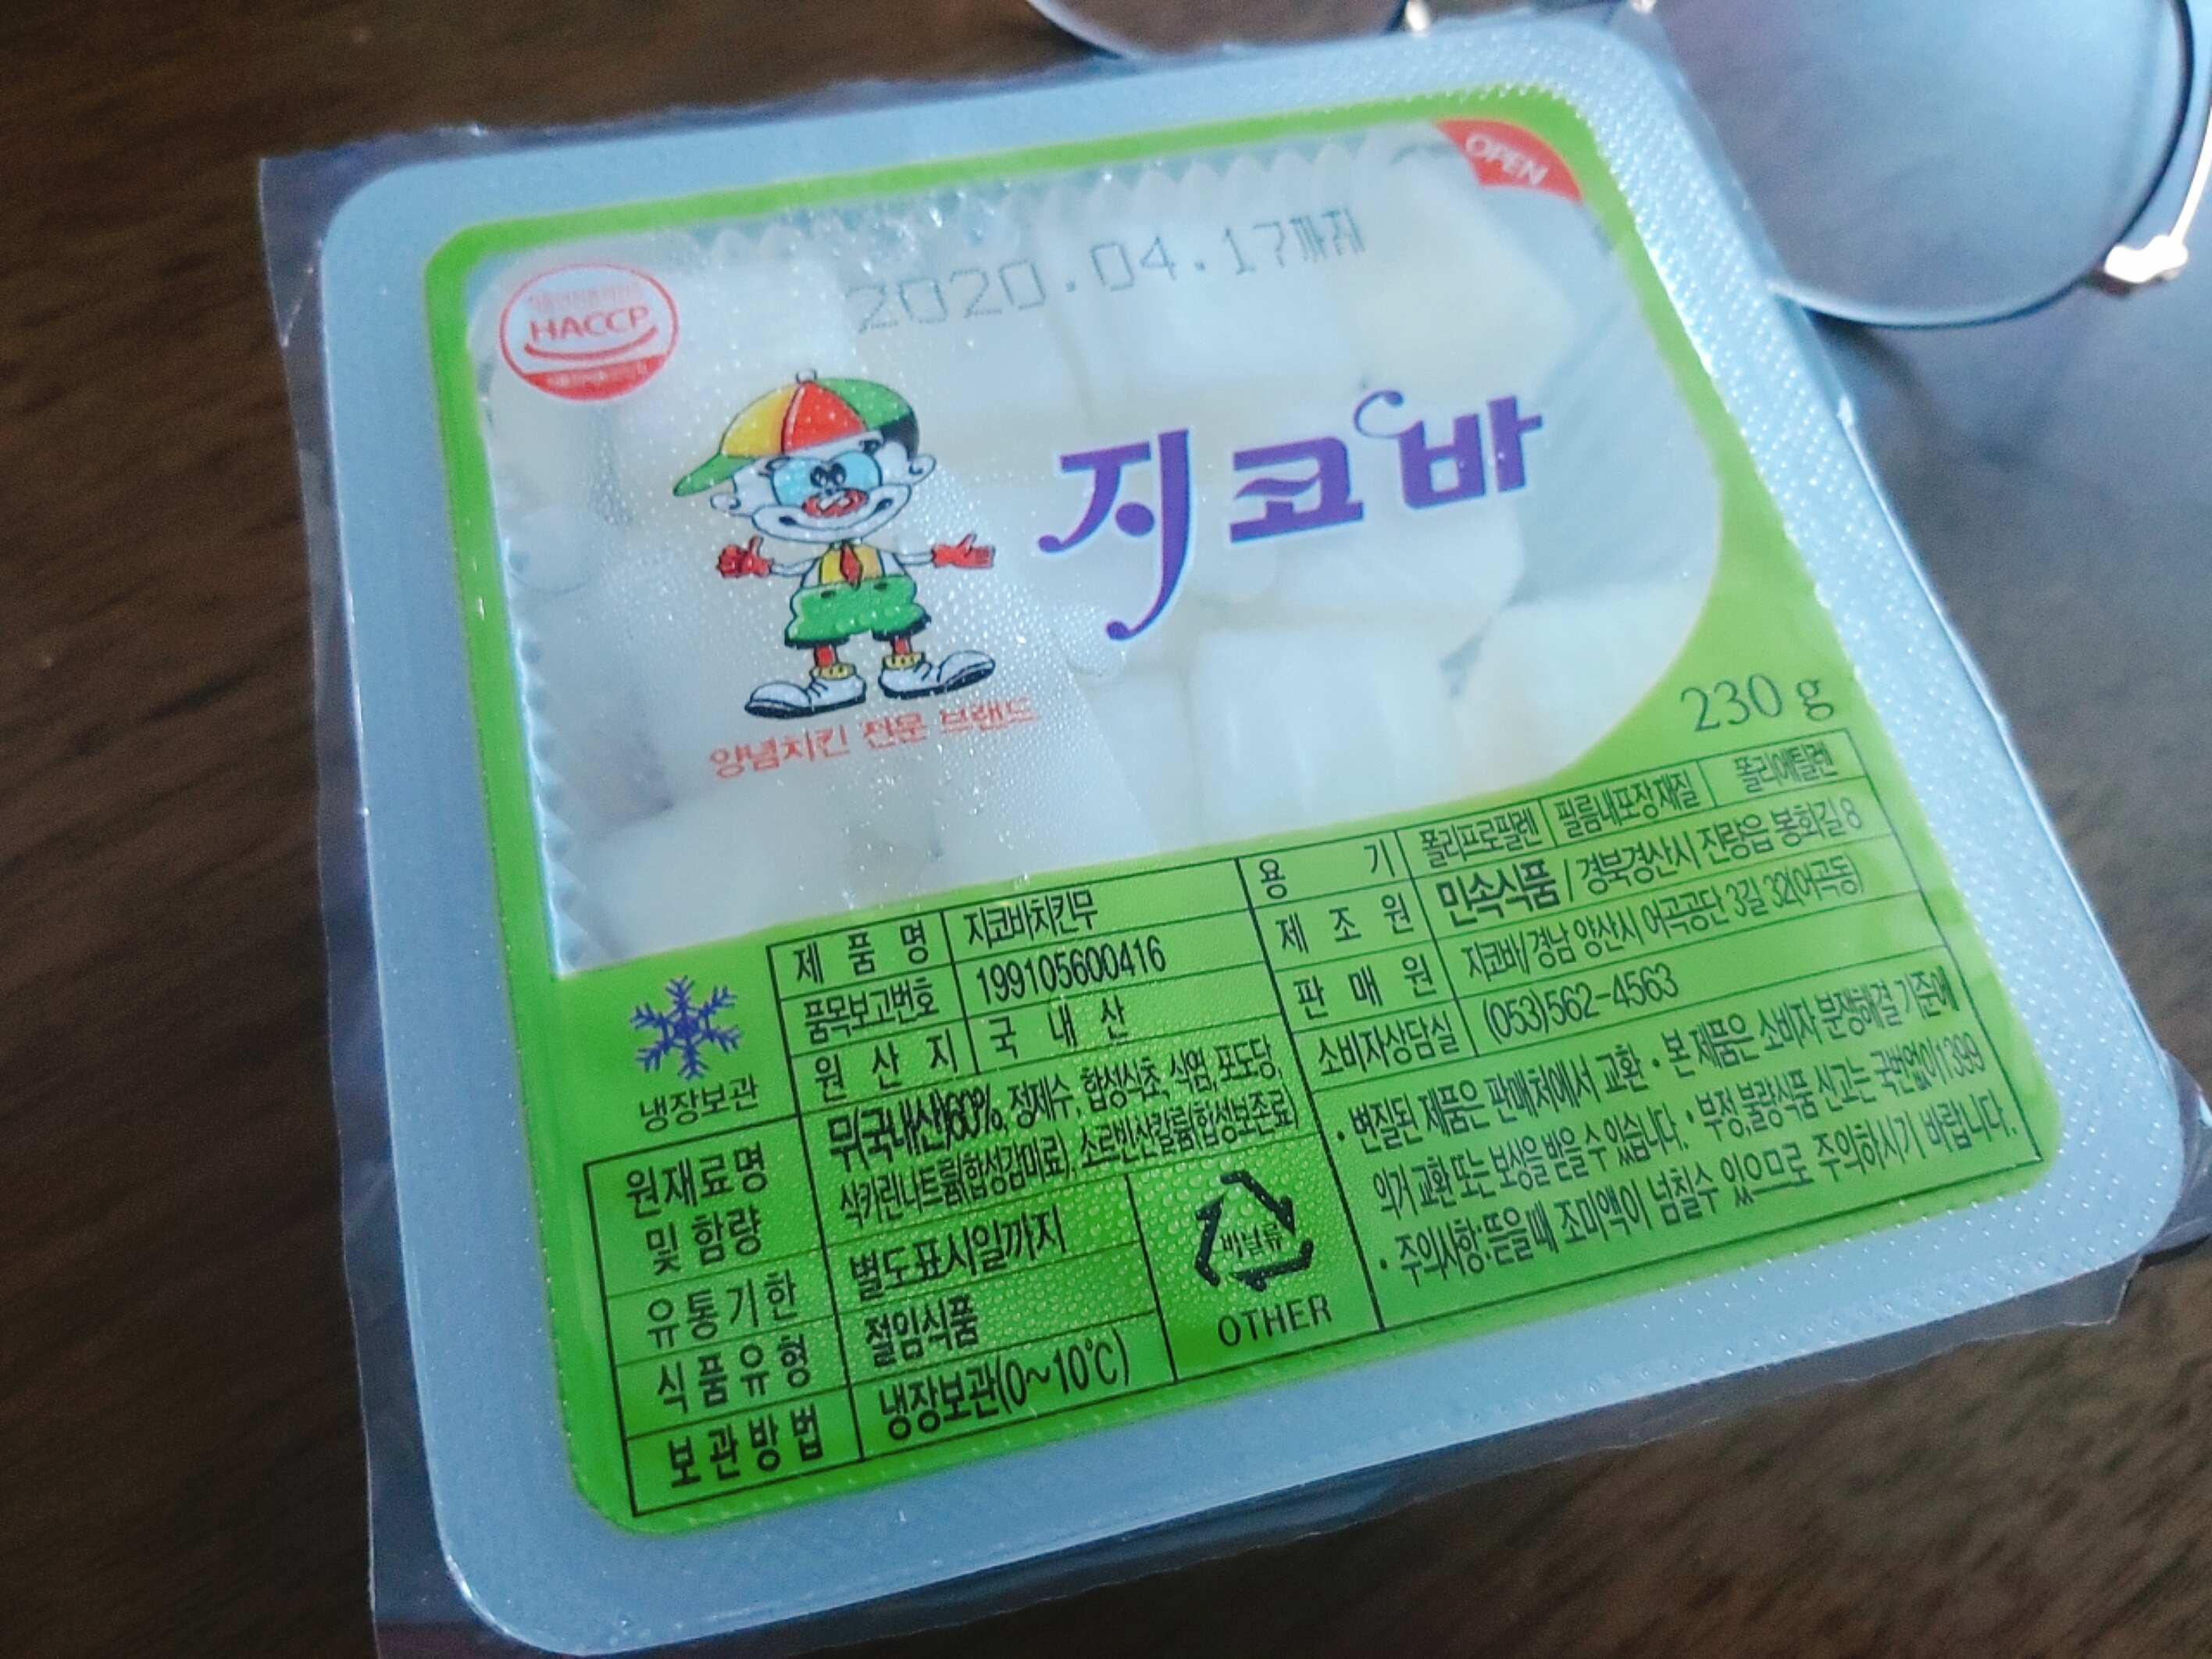 OPEN
2020.04.17까지
HACCP
지코바
양념치킨 전문 브랜드
230 g
제 품 명 지코바치킨무
품목보고번호 199105600416
원 산 지 국 내 산
냉장보관
원재료명 및 함량
무(국내산)60%, 정제수, 합성식초, 식염, 포도당,
삭카린나트륨(합성감미료), 소르빈산칼륨(합성보존료)
유통기한 별도표시일까지
식품유형 절임식품
보관방법 냉장보관(0~10℃)
비닐류
OTHER
용 기 폴리프로필렌 필름내포장재질 폴리에틸렌
제 조 원 민속식품 / 경북경산시 진량읍 봉회길 8
판 매 원 지코바/경남 양산시 어곡공단 3길 32(어곡동)
소비자상담실 (053)562-4563
· 변질된 제품은 판매처에서 교환 · 본 제품은 소비자 분쟁해결 기준에
의거 교환 또는 보상을 받을 수 있습니다. · 부정,불량식품 신고는 국번없이1399
· 주의사항:뜯을때 조미액이 넘칠수 있으므로 주의하시기 바랍니다.